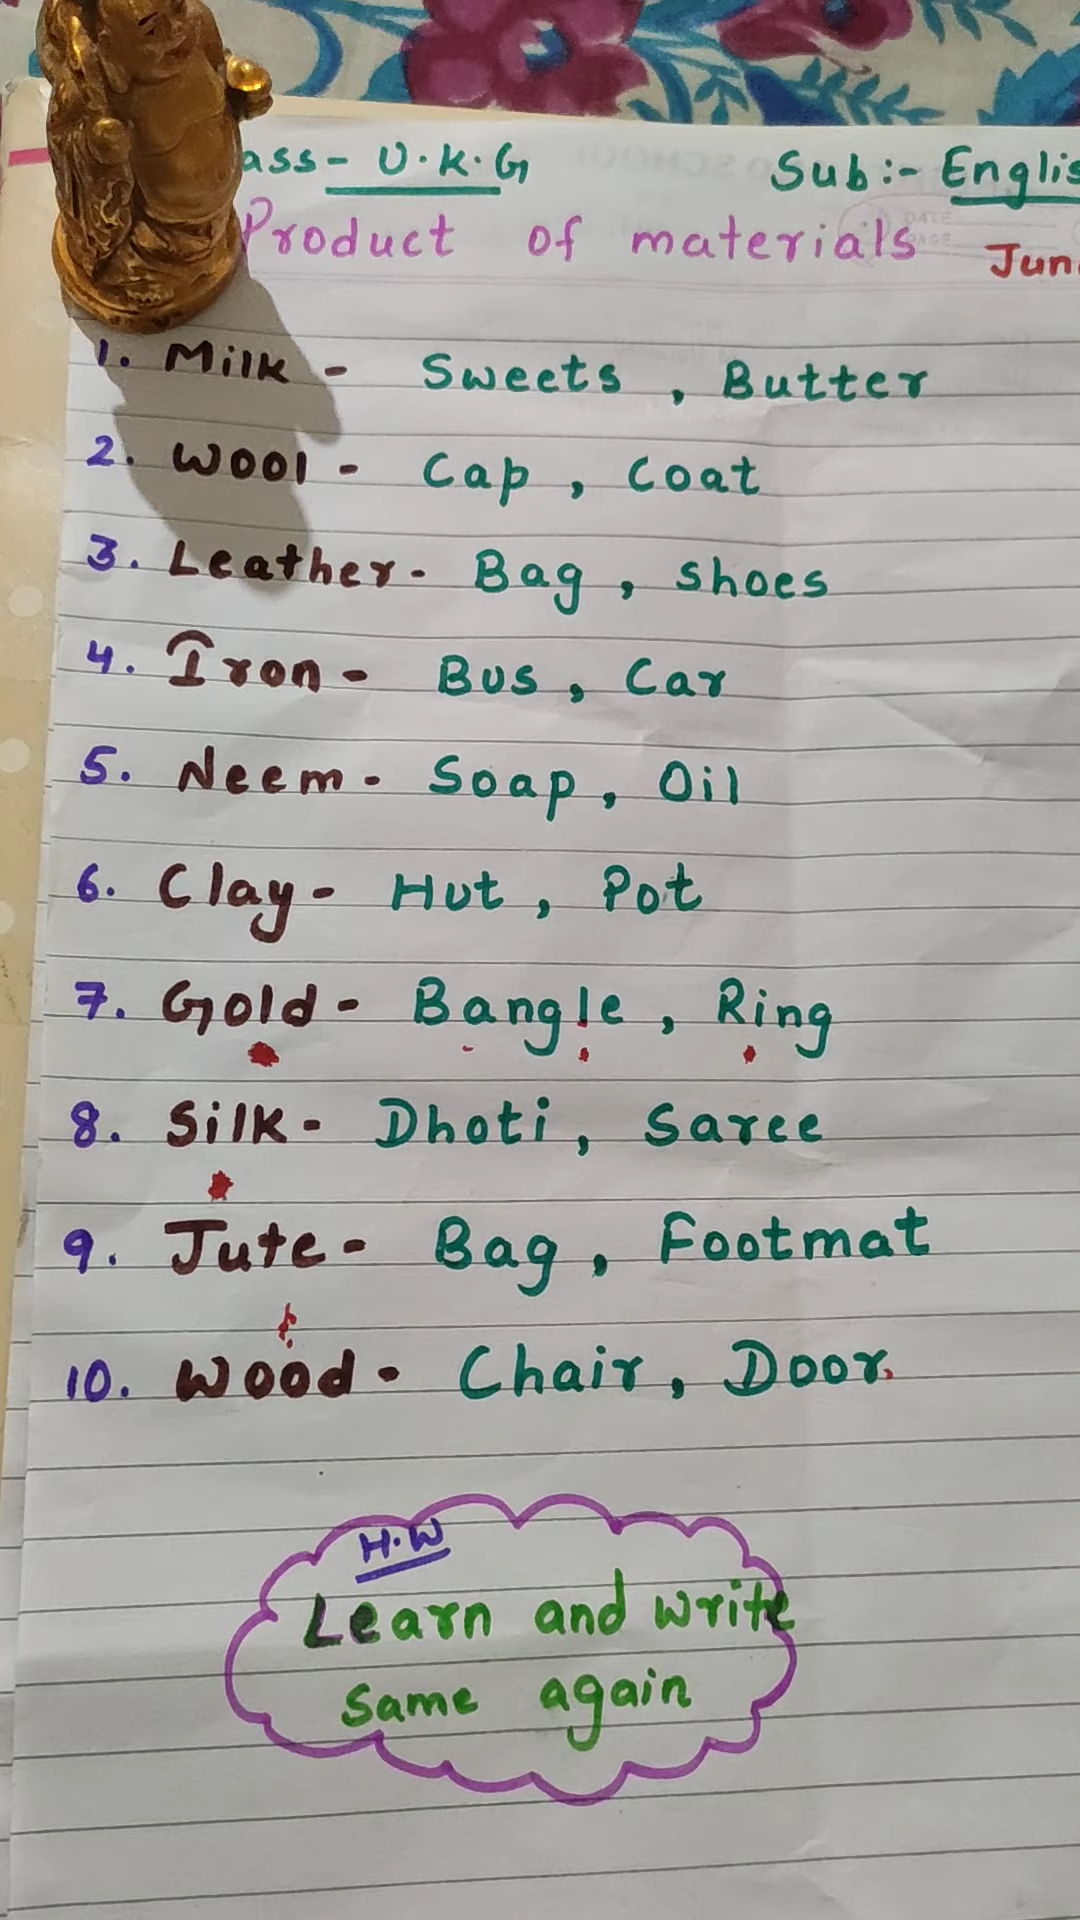 ass- U.K.G Sub:- Englis
Product of materials Jun
1. Milk - Sweets, Butter
2. Wool - Cap, Coat
3. Leather- Bag, Shoes
4. Iron - Bus, Car
5. Neem - Soap, Oil
6. Clay - Hut, Pot
7. Gold - Bangle, Ring
8. Silk - Dhoti, Saree
9. Jute - Bag, Footmat
10. Wood - Chair, Door.
H.W
Learn and write
Same again